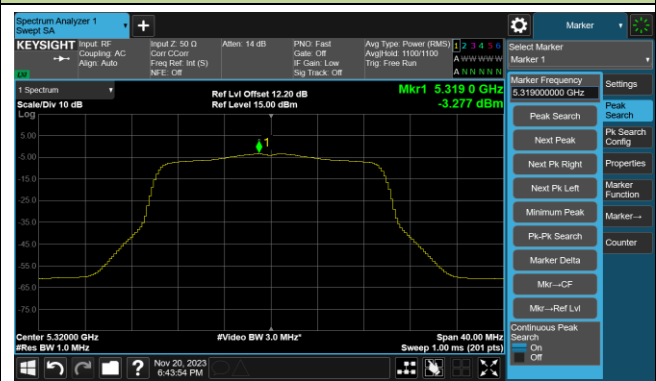 Spectrum Analyzer 1
Swept SA
Marker
KEYSIGHT
Input: RF
Coupling: AC
Align: Auto
Input Z: 50 Ω
Corr CCorr
Freq Ref: Int (S)
NFE: Off
Atten: 14 dB
PNO: Fast
Gate: Off
IF Gain: Low
Sig Track: Off
Avg Type: Power (RMS)
Avg|Hold: 1100/1100
Trig: Free Run
1 2 3 4 5 6
A W W W W W
A N N N N N
LXI
Select Marker
Marker 1
1 Spectrum
Scale/Div 10 dB
Log
Ref Lvl Offset 12.20 dB
Ref Level 15.00 dBm
Mkr1 5.319 0 GHz
-3.277 dBm
5.00
-5.00
-15.0
-25.0
-35.0
-45.0
-55.0
-65.0
-75.0
1
Center 5.32000 GHz
#Res BW 1.0 MHz
#Video BW 3.0 MHz*
Span 40.00 MHz
Sweep 1.00 ms (201 pts)
Marker Frequency
5.319000000 GHz
Peak Search
Next Peak
Next Pk Right
Next Pk Left
Minimum Peak
Pk-Pk Search
Marker Delta
Mkr→CF
Mkr→Ref Lvl
Continuous Peak
Search
On
Off
Settings
Peak
Search
Pk Search
Config
Properties
Marker
Function
Marker→
Counter
?
Nov 20, 2023
6:43:54 PM